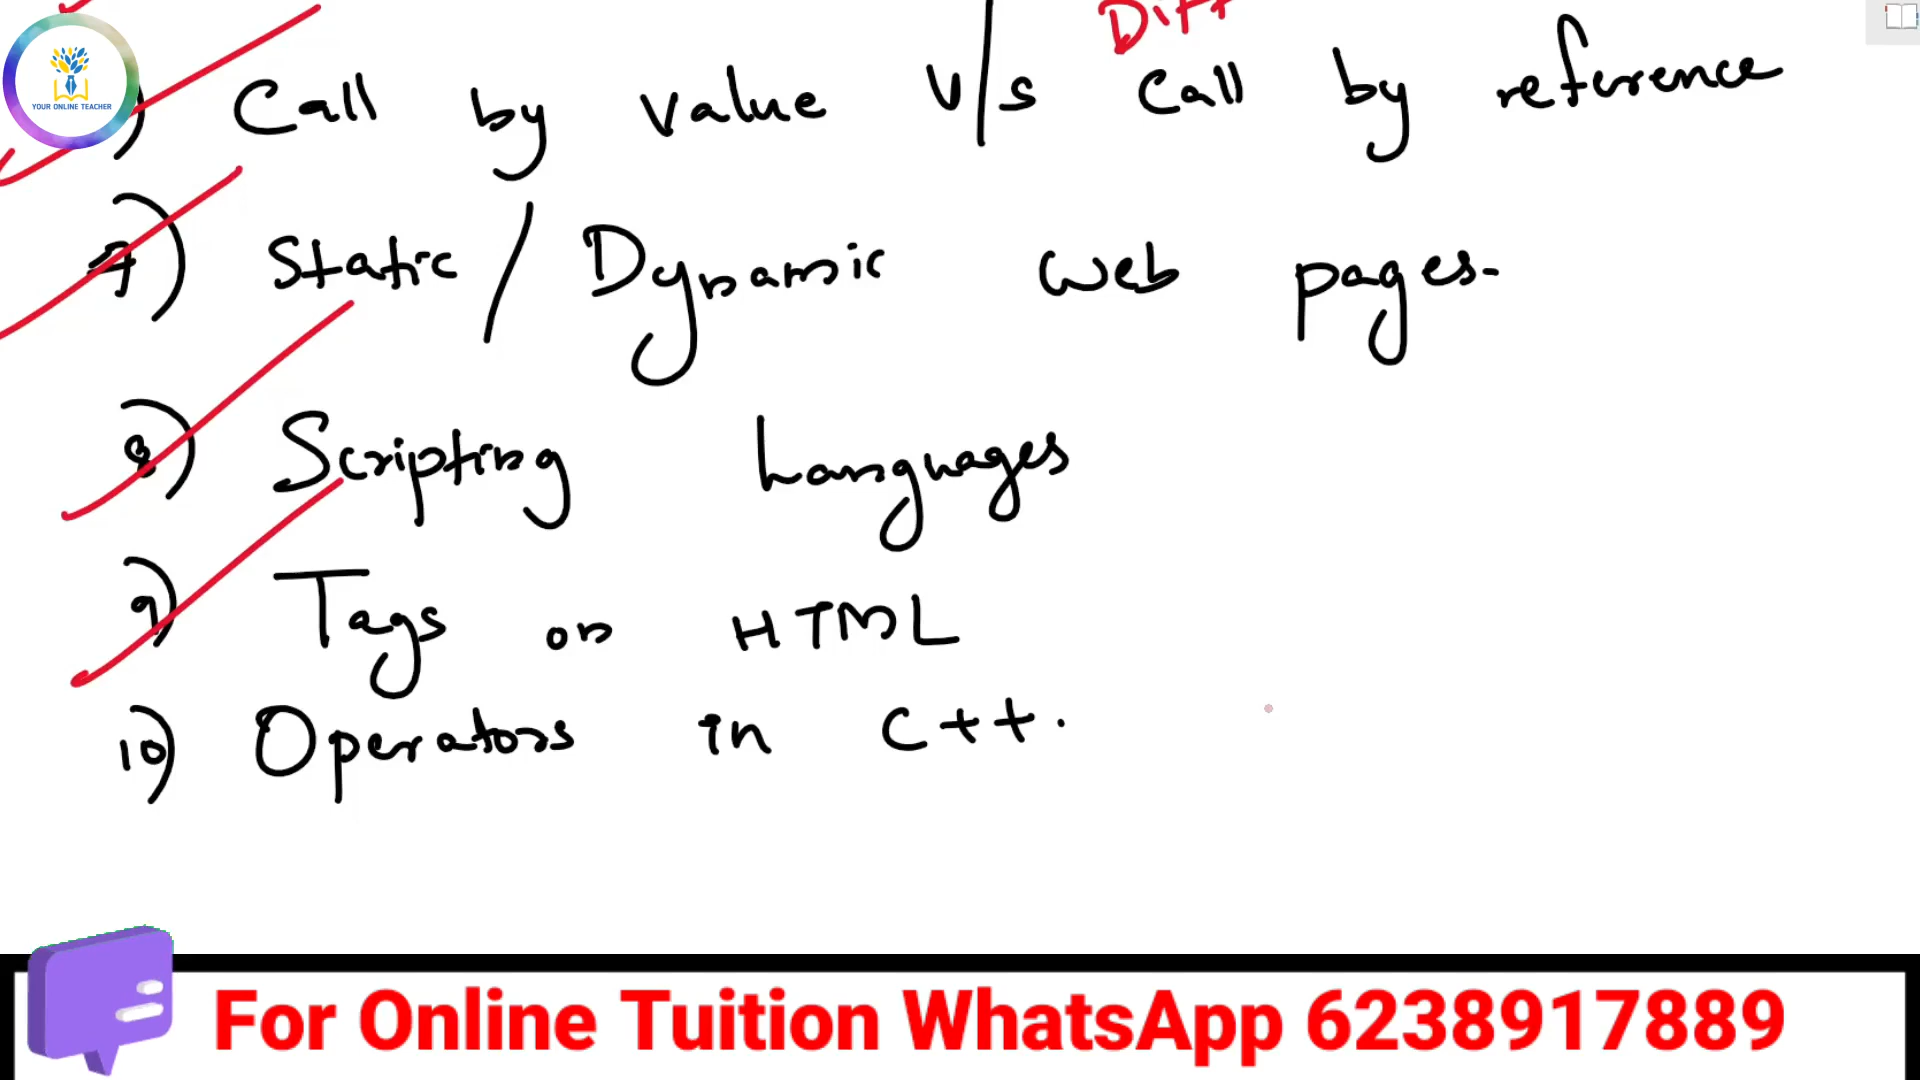 Diff
YOUR ONLINE TEACHER
) Call by value v/s Call by reference
7) Static / Dynamic web pages.
8) Scripting Languages
9) Tags on HTML
10) Operators in C++.
For Online Tuition WhatsApp 6238917889